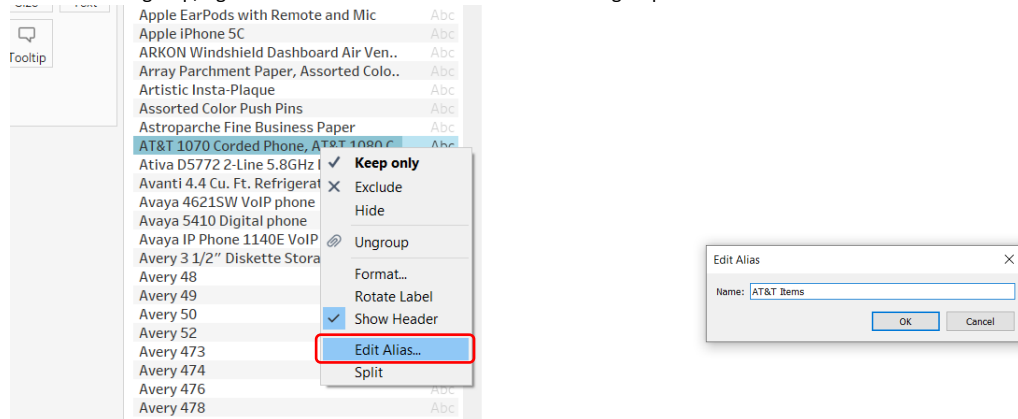 Apple EarPods with Remote and Mic Abc
Tooltip
Apple iPhone 5C Abc
ARKON Windshield Dashboard Air Ven.. Abc
Array Parchment Paper, Assorted Colo.. Abc
Artistic Insta-Plaque Abc
Assorted Color Push Pins Abc
Astroparche Fine Business Paper Abc
AT&T 1070 Corded Phone, AT&T 1080 C Abc
Ativa D5772 2-Line 5.8GHz
Avanti 4.4 Cu. Ft. Refrigerat
Avaya 4621SW VoIP phone
Avaya 5410 Digital phone
Avaya IP Phone 1140E VoIP
Avery 3 1/2" Diskette Stora
Avery 48
Avery 49
Avery 50
Avery 52
Avery 473
Avery 474
Avery 476 Abc
Avery 478 Abc
Keep only
Exclude
Hide
Ungroup
Format...
Rotate Label
Show Header
Edit Alias...
Split
Edit Alias
Name: AT&T Items
OK Cancel